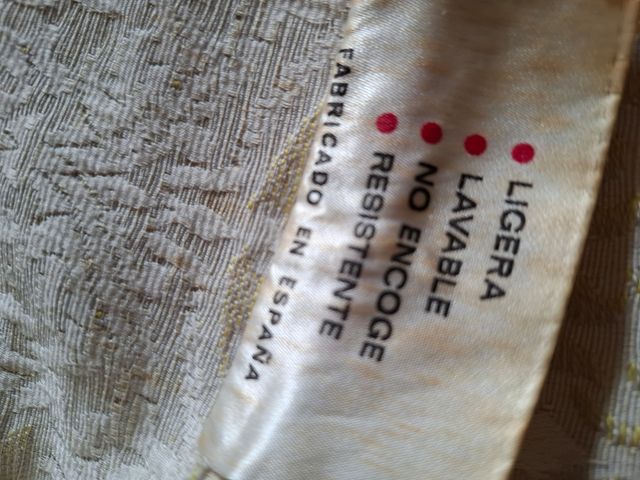 ● LIGERA
● LAVABLE
● NO ENCOGE
● RESISTENTE
FABRICADO EN ESPAÑA